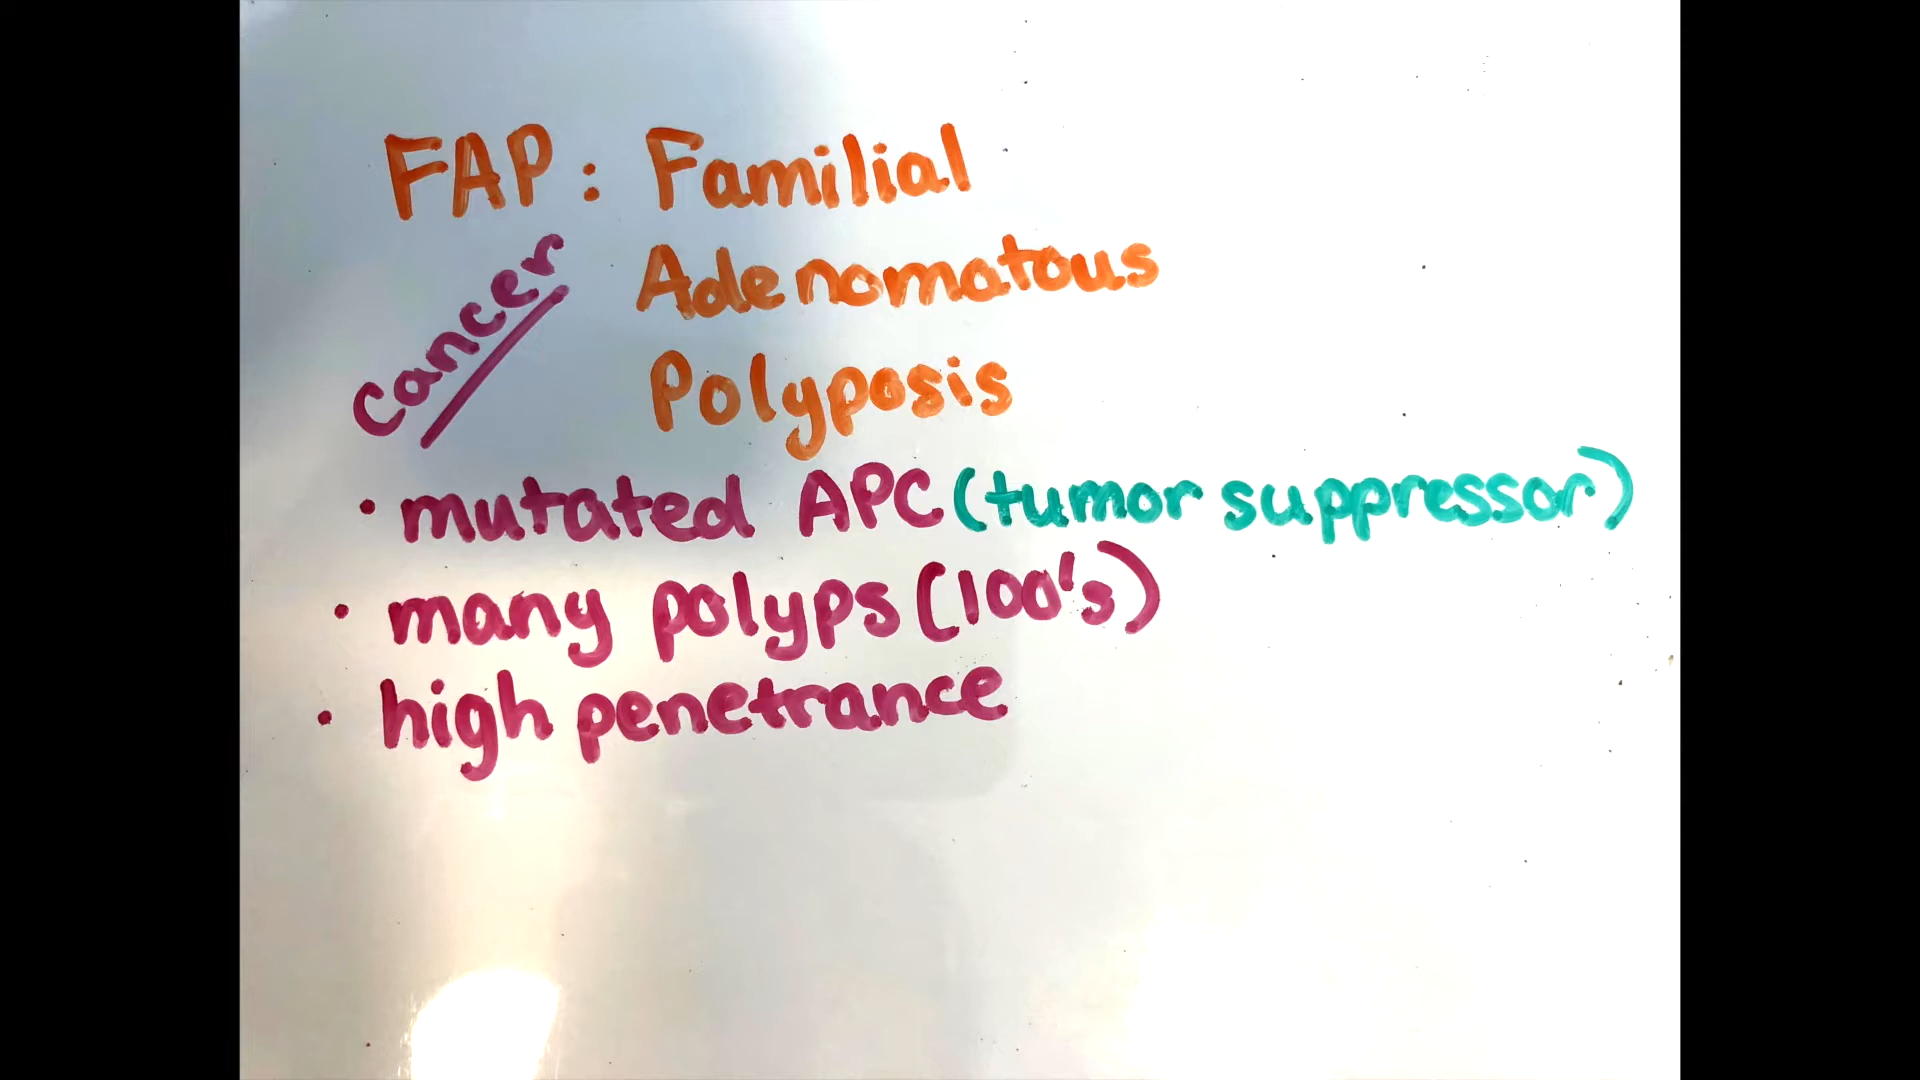 FAP: Familial
Adenomatous
Polyposis
cancer
• mutated APC (tumor suppressor)
• many polyps (100's)
• high penetrance